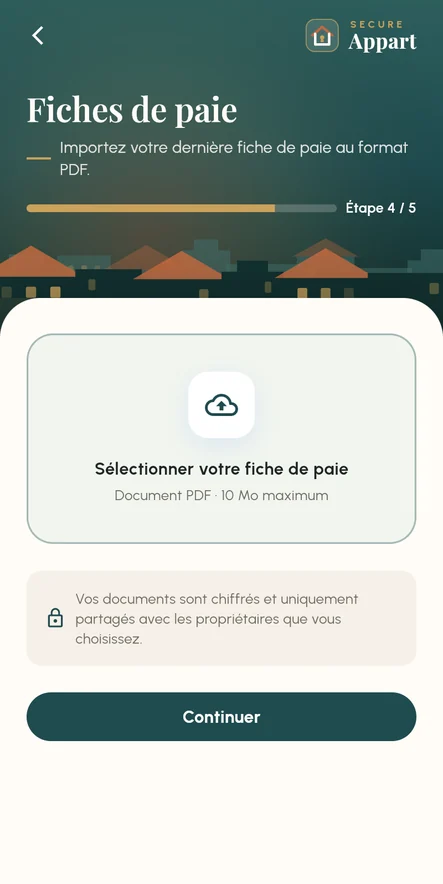 SECURE
Appart
Fiches de paie
Importez votre dernière fiche de paie au format
PDF.
Étape 4 / 5
Sélectionner votre fiche de paie
Document PDF · 10 Mo maximum
Vos documents sont chiffrés et uniquement
partagés avec les propriétaires que vous
choisissez.
Continuer